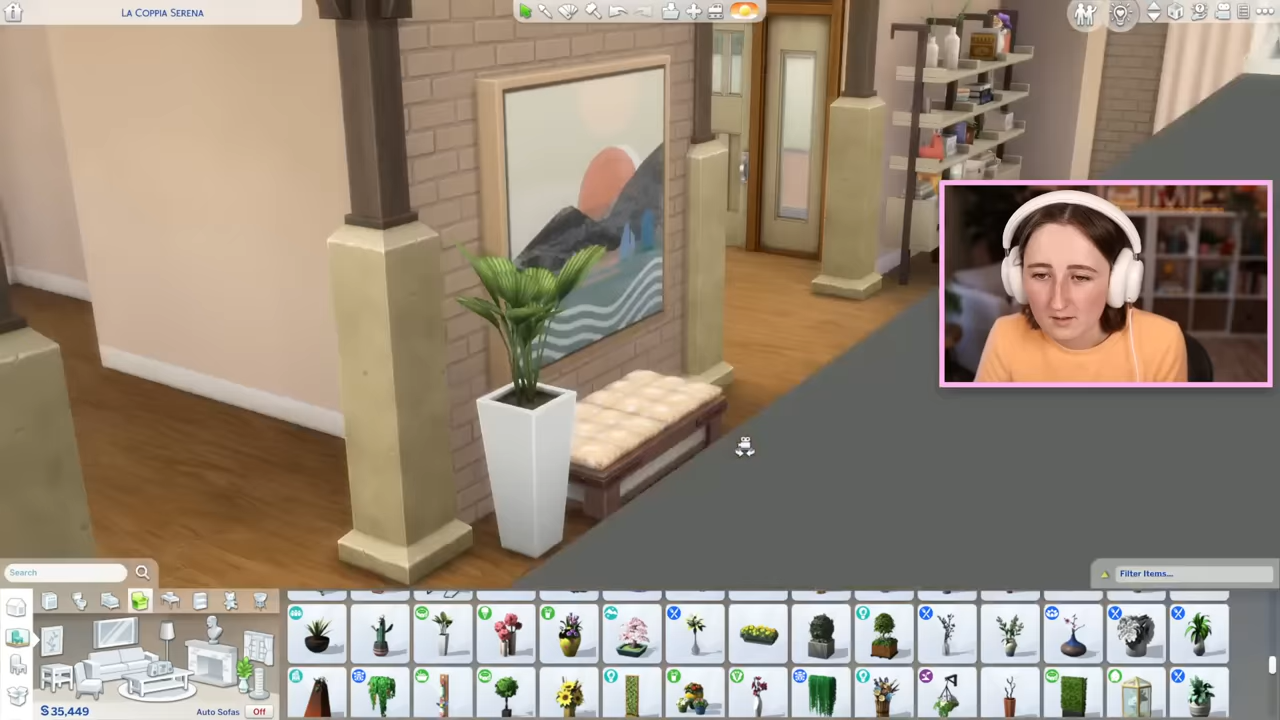 LA COPPIA SERENA
Search
Filter Items...
$35,449
Auto Sofas
Off